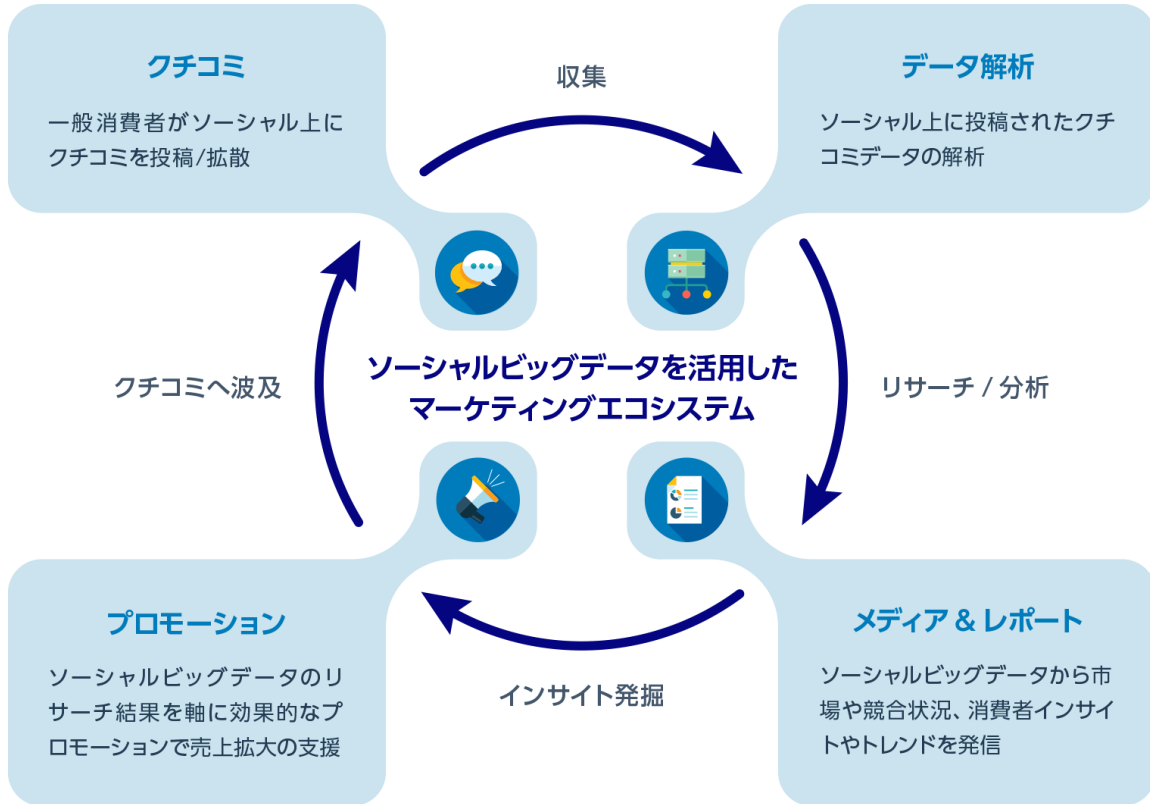 クチコミ
一般消費者がソーシャル上に
クチコミを投稿/拡散
収集
データ解析
ソーシャル上に投稿されたクチ
コミデータの解析
クチコミへ波及
ソーシャルビッグデータを活用した
マーケティングエコシステム
リサーチ / 分析
プロモーション
ソーシャルビッグデータのリ
サーチ結果を軸に効果的なプ
ロモーションで売上拡大の支援
インサイト発掘
メディア & レポート
ソーシャルビッグデータから市
場や競合状況、消費者インサイ
トやトレンドを発信